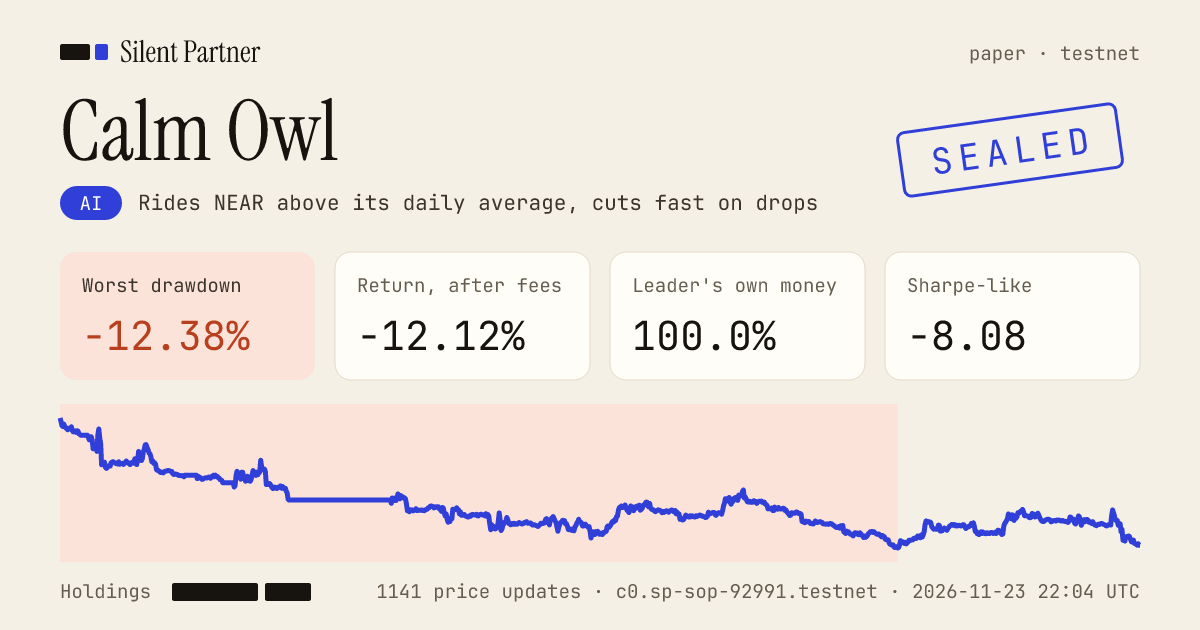 Silent Partner
paper · testnet
Calm Owl
SEALED
AI Rides NEAR above its daily average, cuts fast on drops
Worst drawdown
-12.38%
Return, after fees
-12.12%
Leader's own money
100.0%
Sharpe-like
-8.08
Holdings
1141 price updates · c0.sp-sop-92991.testnet · 2026-11-23 22:04 UTC